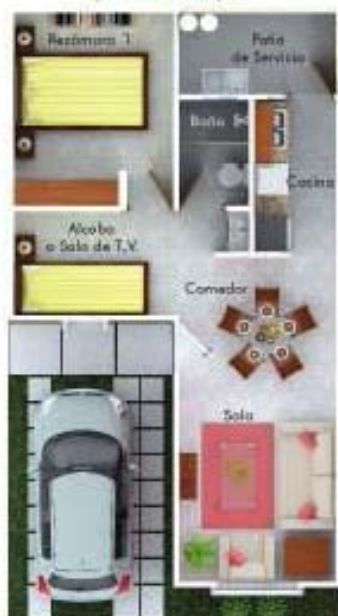 Recámara 1
Patio
de Servicio
Baño
Cocina
Alcoba
o Sala de T.V.
Comedor
Sala